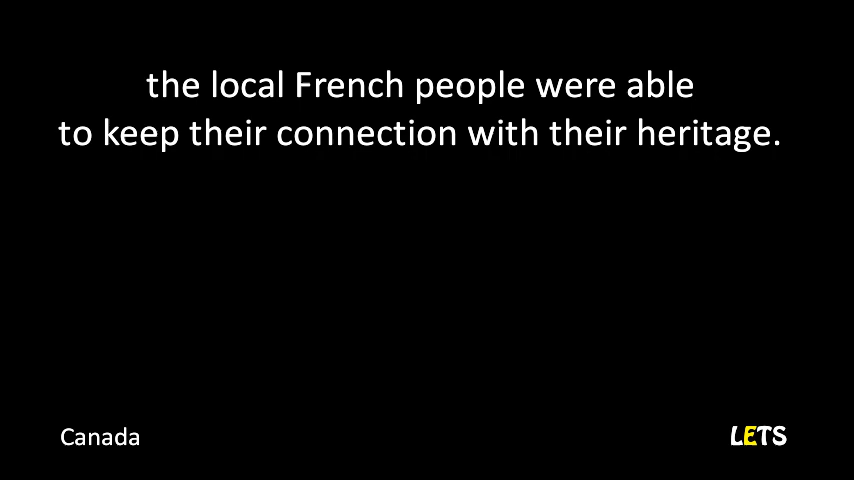 the local French people were able
to keep their connection with their heritage.
Canada
LETS